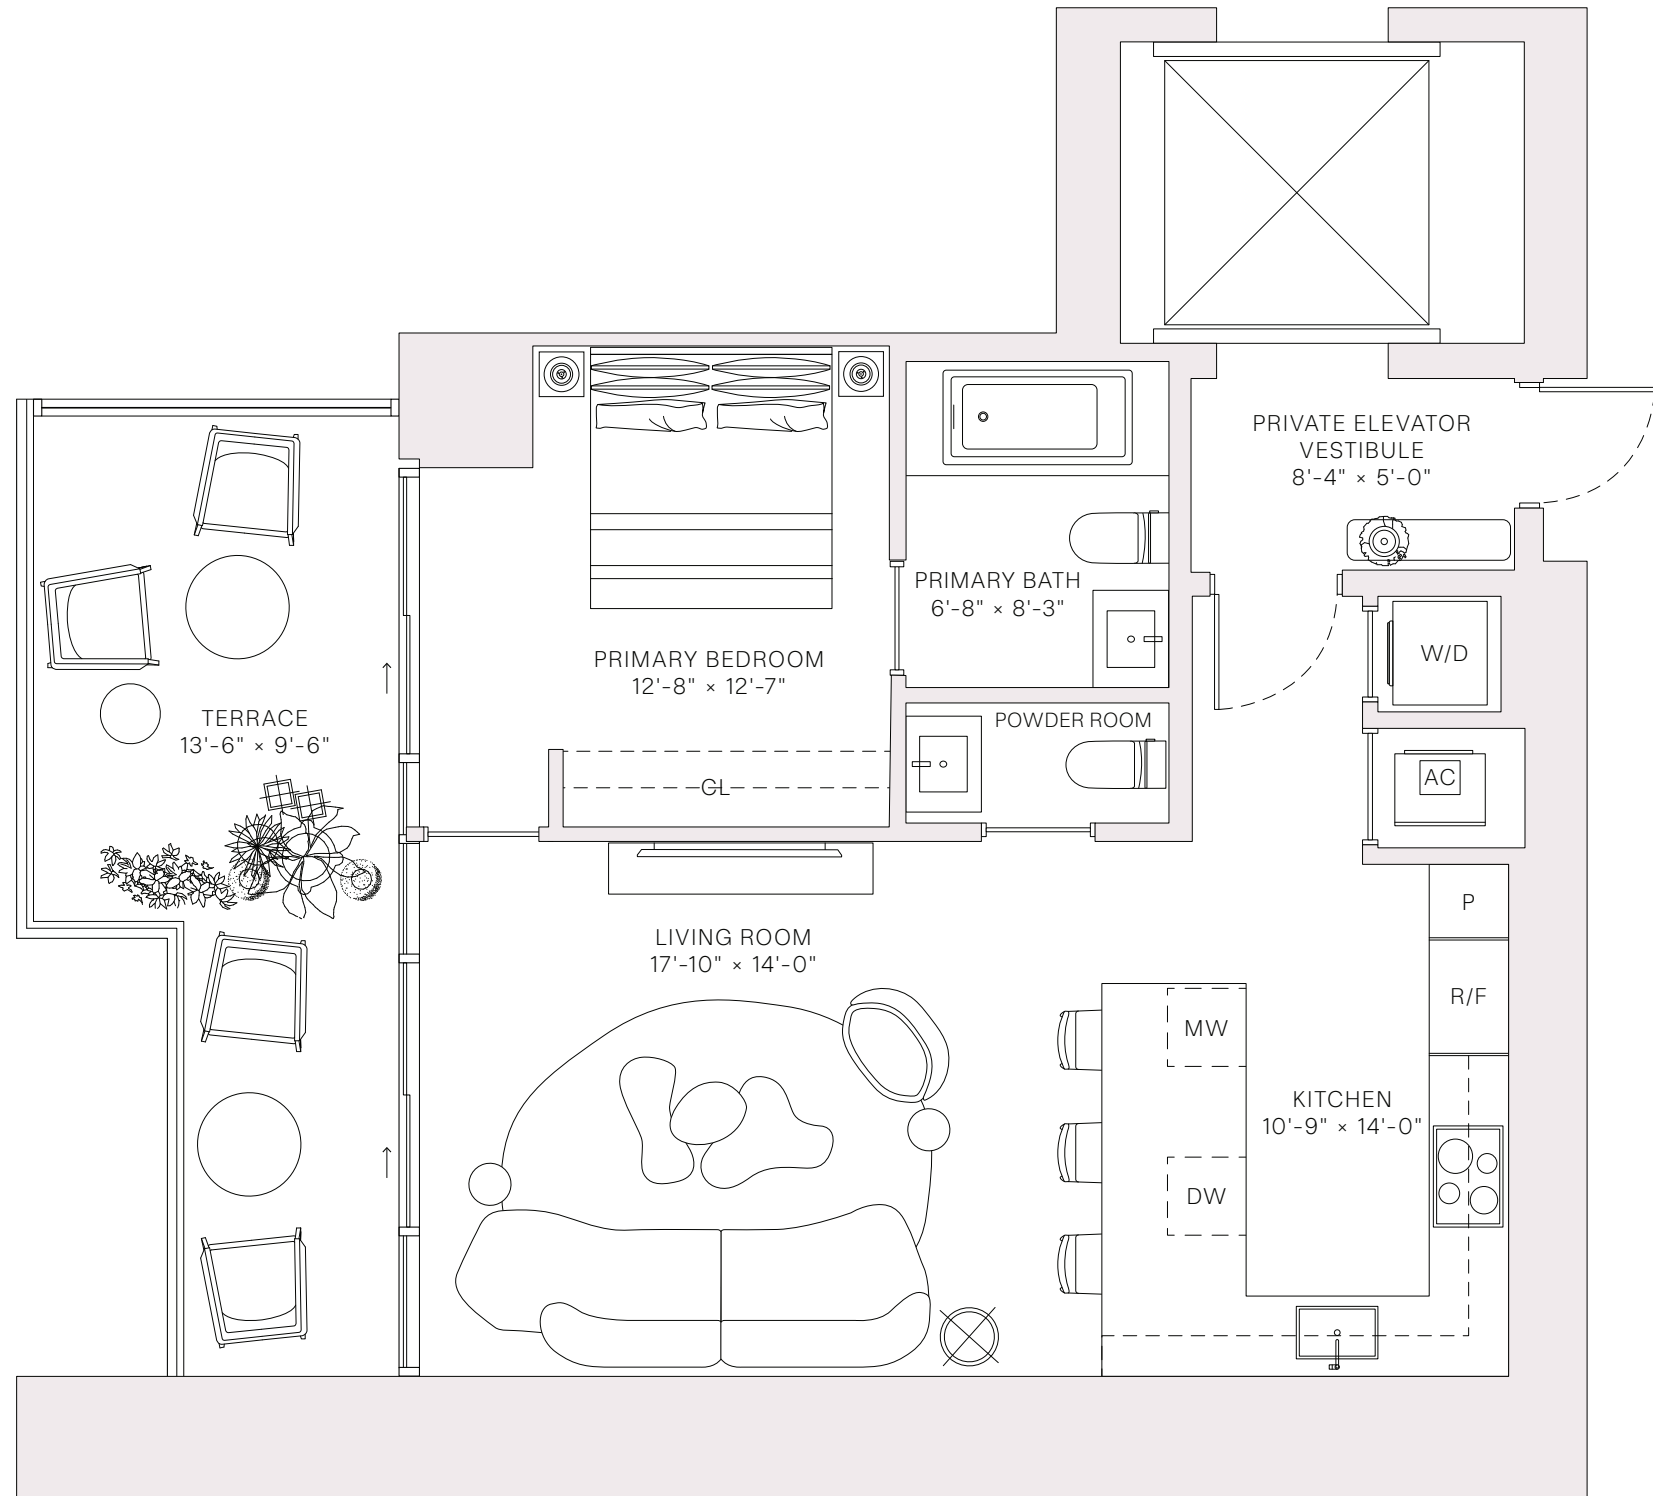 PRIVATE ELEVATOR
VESTIBULE
8'-4" × 5'-0"
PRIMARY BATH
6'-8" × 8'-3"
W/D
PRIMARY BEDROOM
12'-8" × 12'-7"
TERRACE
13'-6" × 9'-6"
POWDER ROOM
CL
AC
P
LIVING ROOM
17'-10" × 14'-0"
R/F
MW
KITCHEN
10'-9" × 14'-0"
DW